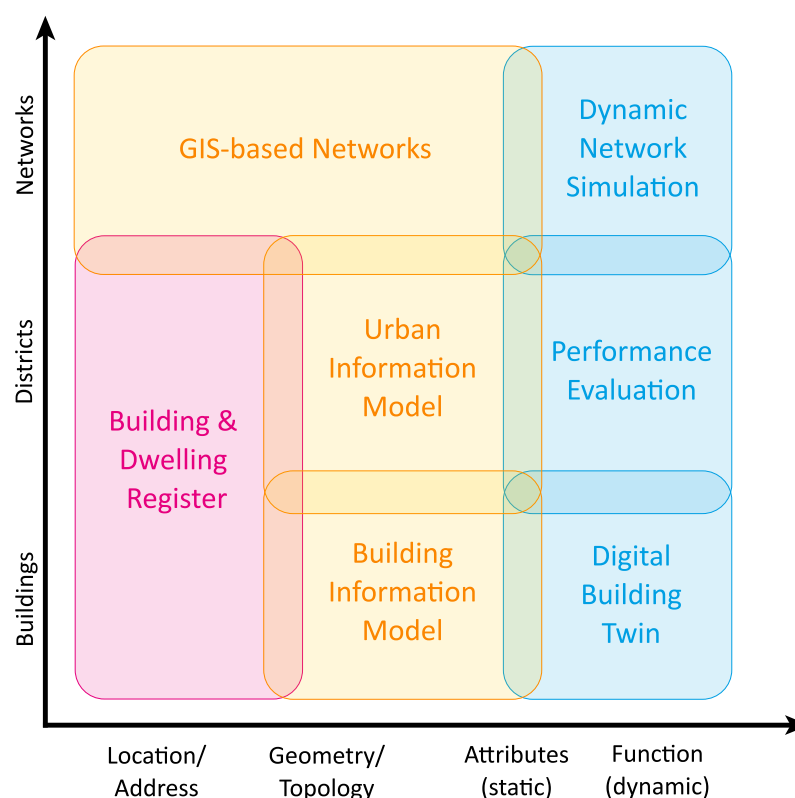 Networks
Districts
Buildings
GIS-based Networks
Dynamic
Network
Simulation
Urban
Information
Model
Performance
Evaluation
Building &
Dwelling
Register
Building
Information
Model
Digital
Building
Twin
Location/
Address
Geometry/
Topology
Attributes
(static)
Function
(dynamic)